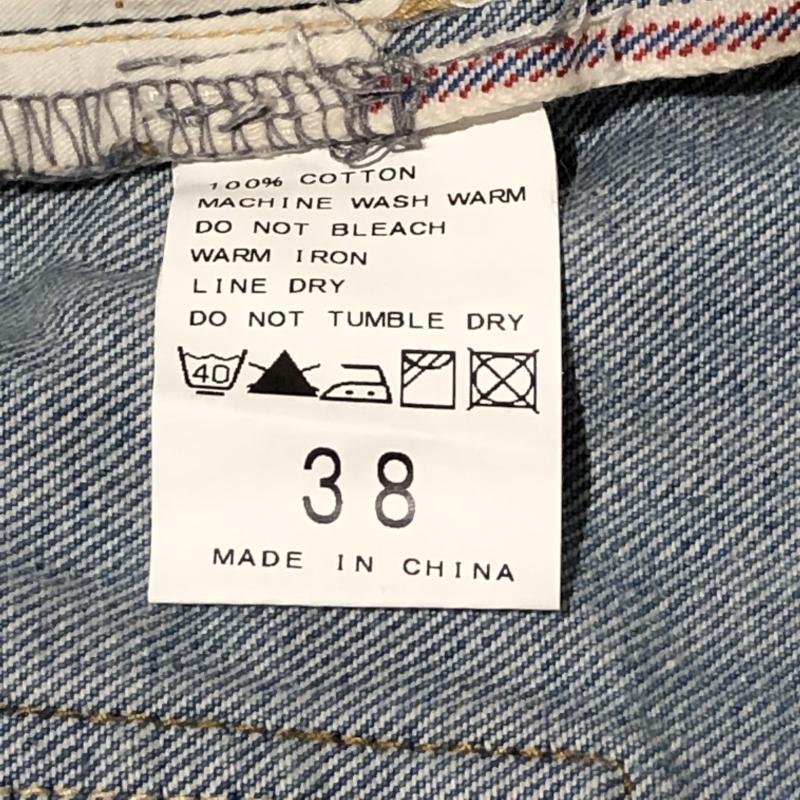 100% COTTON
MACHINE WASH WARM
DO NOT BLEACH
WARM IRON
LINE DRY
DO NOT TUMBLE DRY
40
38
MADE IN CHINA